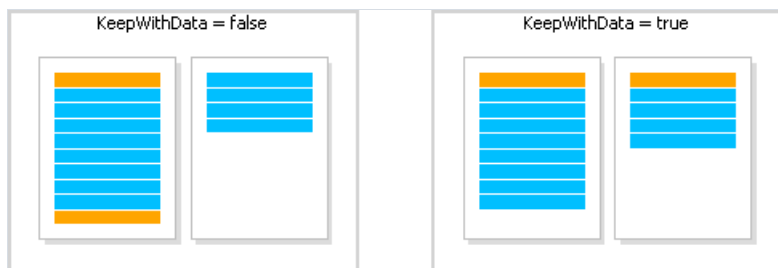 KeepWithData = false
KeepWithData = true